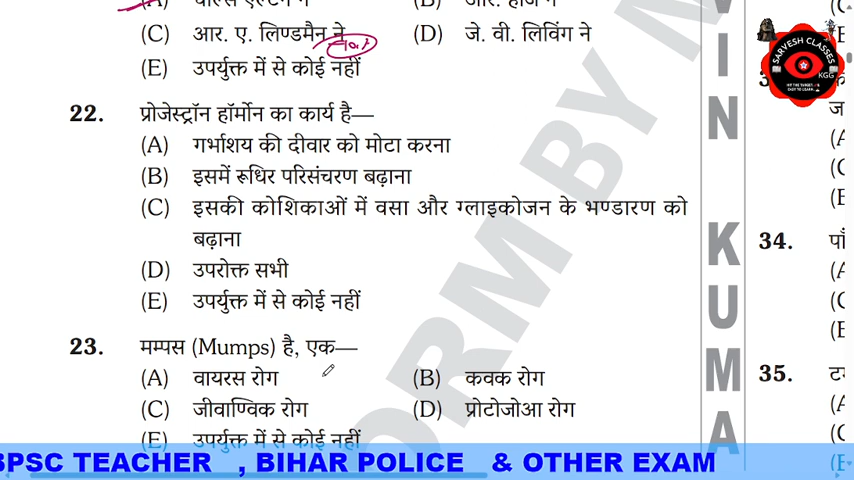 (C) आर. ए. लिण्डमैन ने (D) जे. वी. लिविंग ने
(E) उपर्युक्त में से कोई नहीं
22. प्रोजेस्ट्रॉन हॉर्मोन का कार्य है—
(A) गर्भाशय की दीवार को मोटा करना
(B) इसमें रूधिर परिसंचरण बढ़ाना
(C) इसकी कोशिकाओं में वसा और ग्लाइकोजन के भण्डारण को
बढ़ाना
(D) उपरोक्त सभी
(E) उपर्युक्त में से कोई नहीं
23. मम्पस (Mumps) है, एक—
(A) वायरस रोग (B) कवक रोग
(C) जीवाण्विक रोग (D) प्रोटोजोआ रोग
(E) उपर्युक्त में से कोई नहीं
34.
(A
(C
(E
35.
(A
(C
(E
V
I
N
K
U
M
A
ORM BY
SARVESH CLASSES
KGG
BPSC TEACHER , BIHAR POLICE & OTHER EXAM